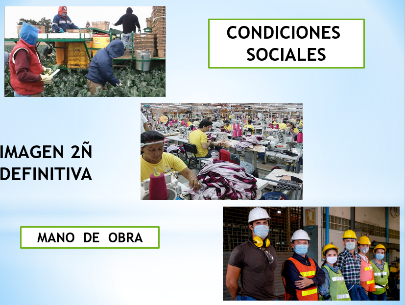 CONDICIONES
SOCIALES
IMAGEN 2Ñ
DEFINITIVA
MANO DE OBRA